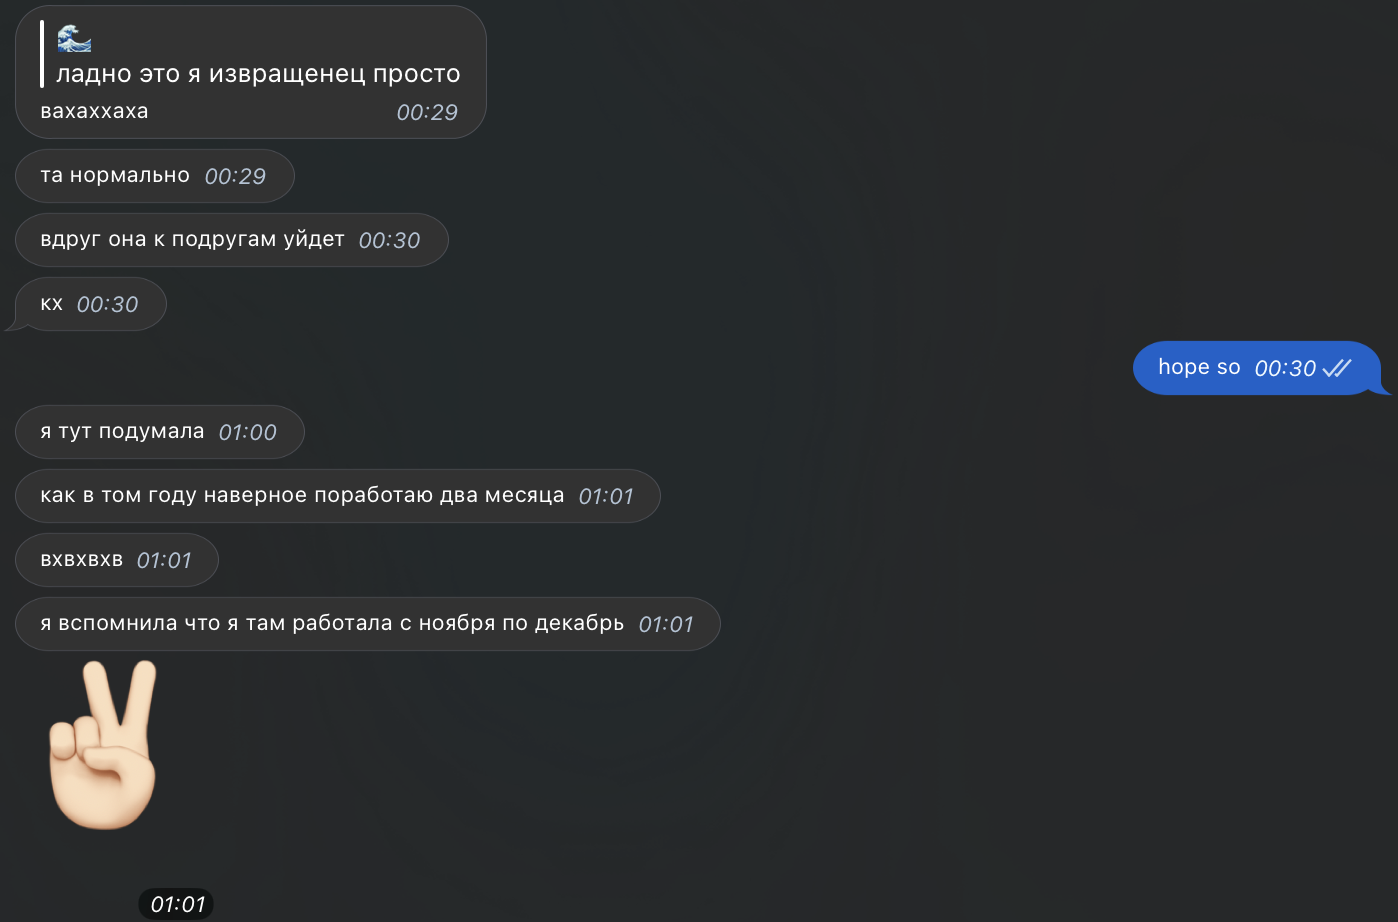 🌊
ладно это я извращенец просто
вахаххаха 00:29
та нормально 00:29
вдруг она к подругам уйдет 00:30
кх 00:30
hope so 00:30
я тут подумала 01:00
как в том году наверное поработаю два месяца 01:01
вхвхвхв 01:01
я вспомнила что я там работала с ноября по декабрь 01:01
01:01